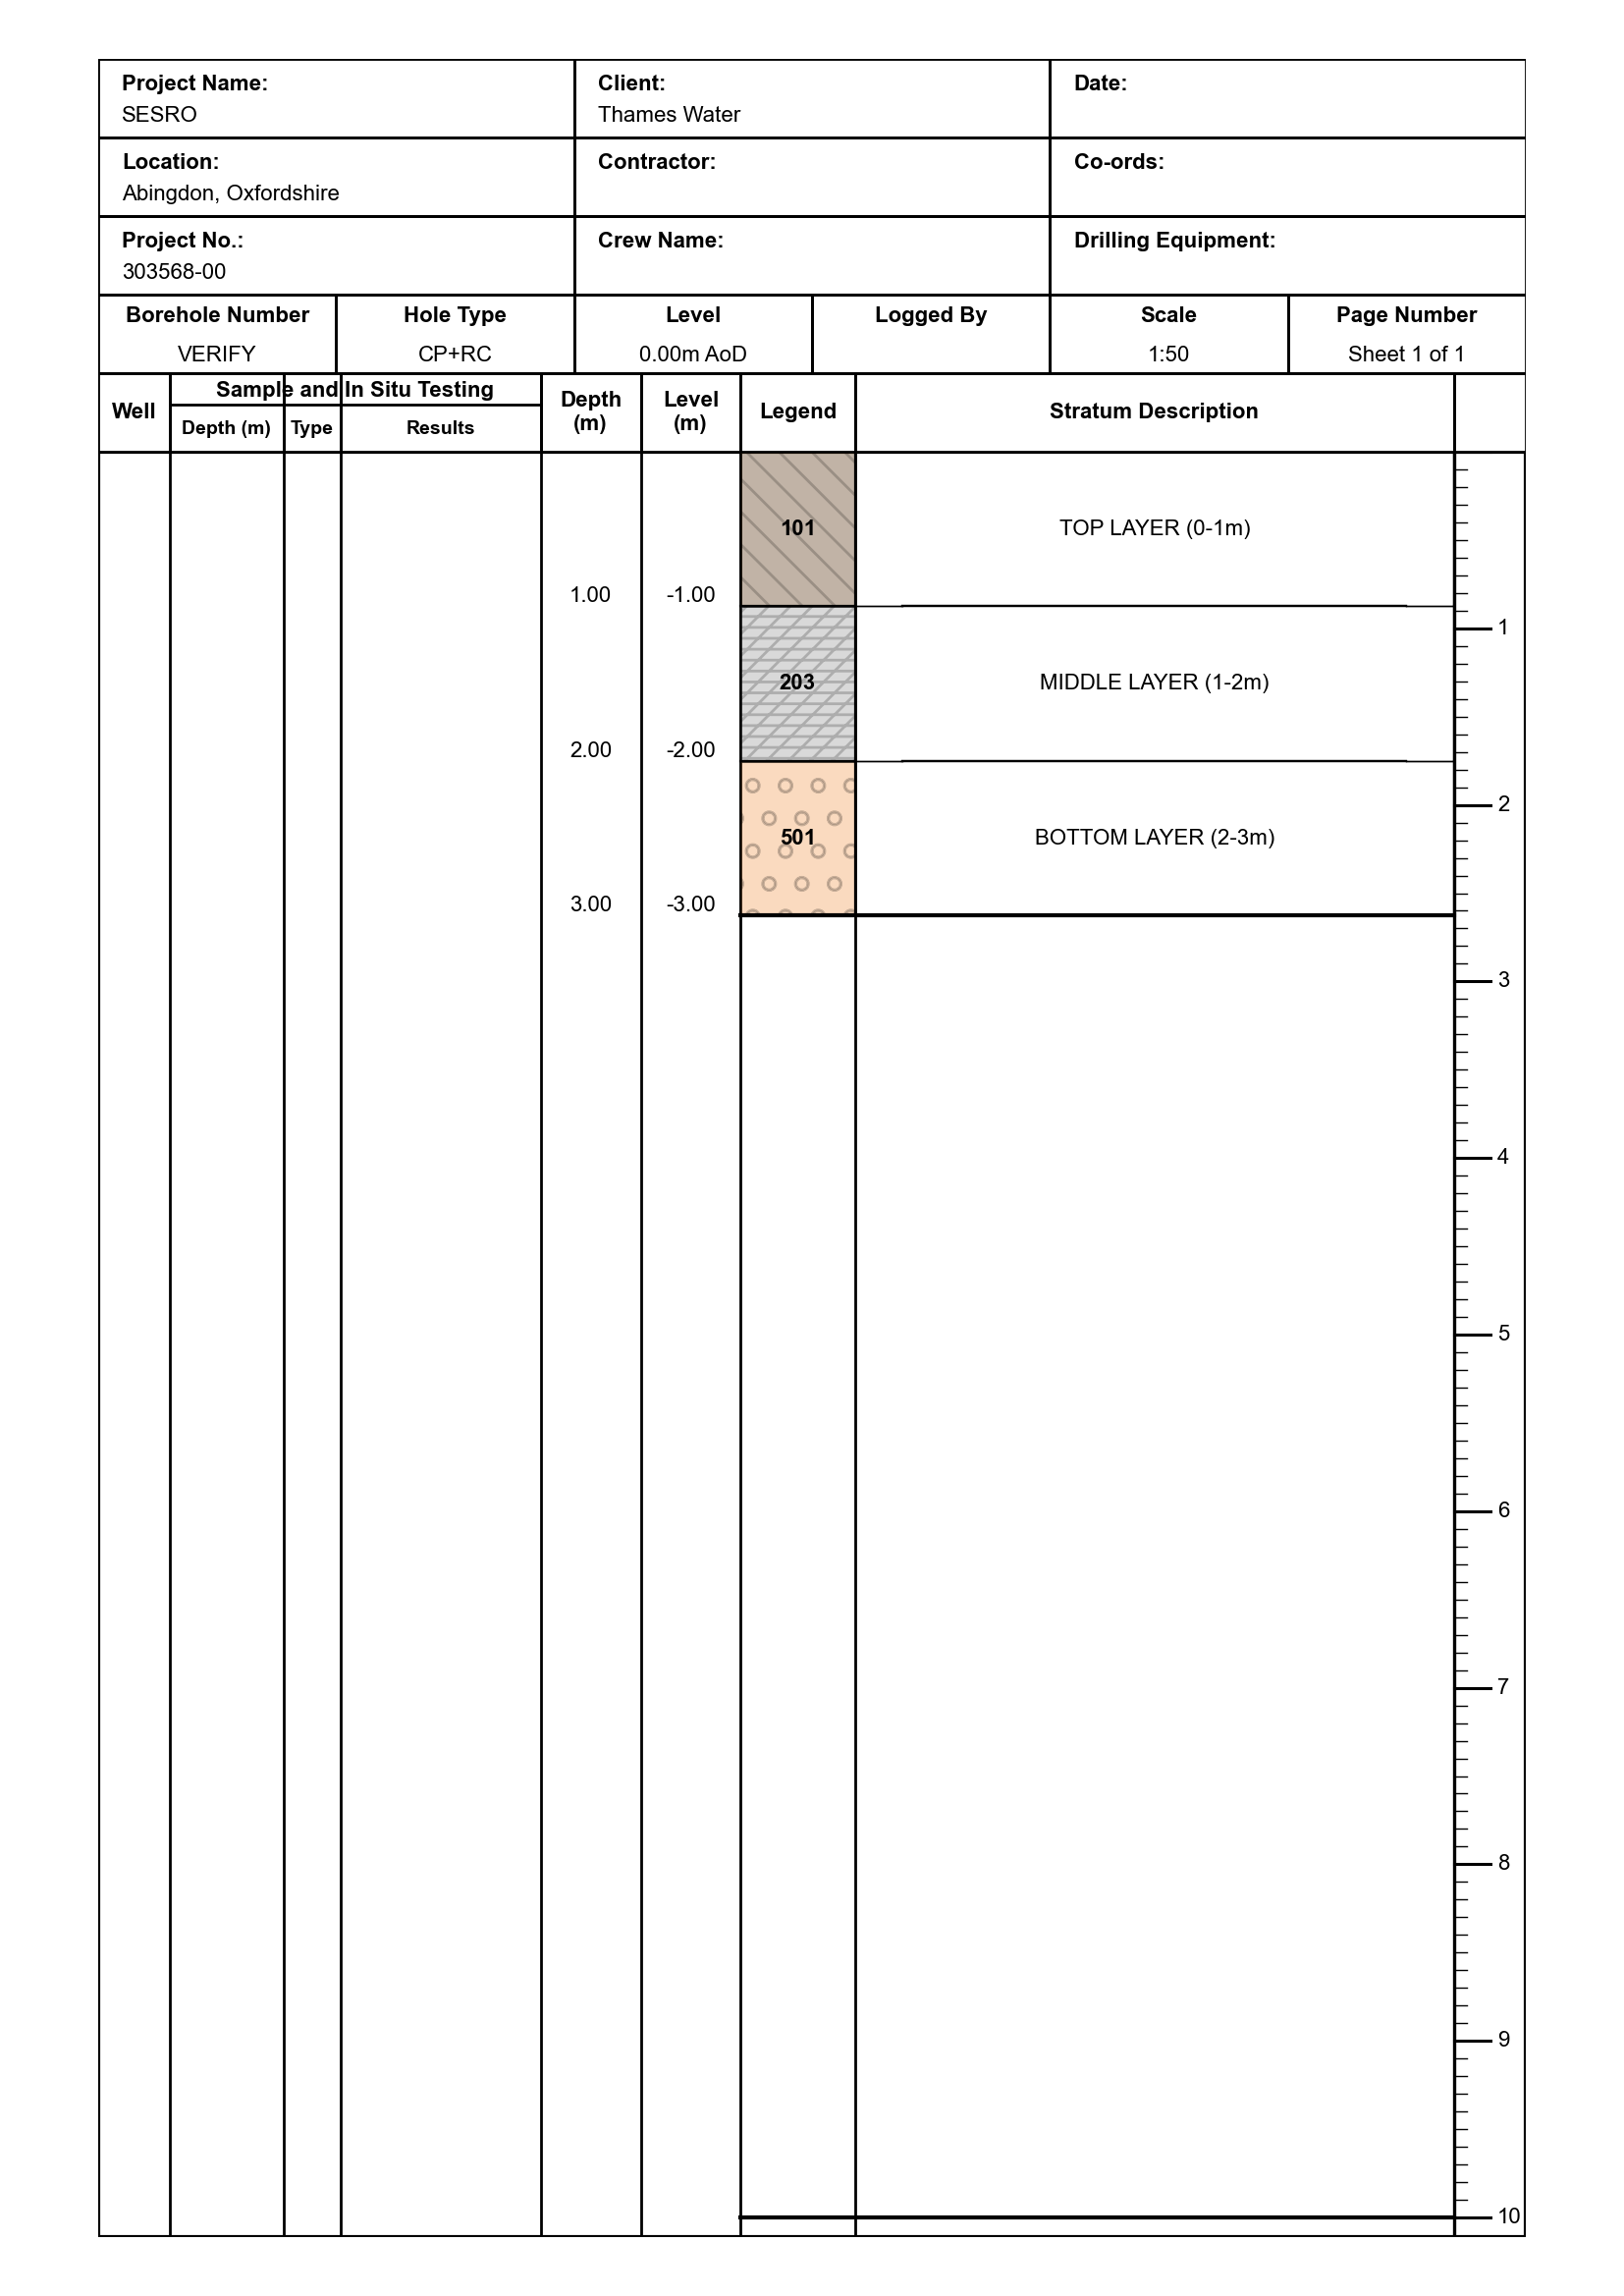 Project Name:
SESRO
Client:
Thames Water
Date:
Location:
Abingdon, Oxfordshire
Contractor:
Co-ords:
Project No.:
303568-00
Crew Name:
Drilling Equipment:
Borehole Number
VERIFY
Hole Type
CP+RC
Level
0.00m AoD
Logged By
Scale
1:50
Page Number
Sheet 1 of 1
Well
Sample and In Situ Testing
Depth (m)
Type
Results
Depth
(m)
Level
(m)
Legend
Stratum Description
101
TOP LAYER (0-1m)
1.00
-1.00
1
203
MIDDLE LAYER (1-2m)
2.00
-2.00
2
501
BOTTOM LAYER (2-3m)
3.00
-3.00
3
4
5
6
7
8
9
10